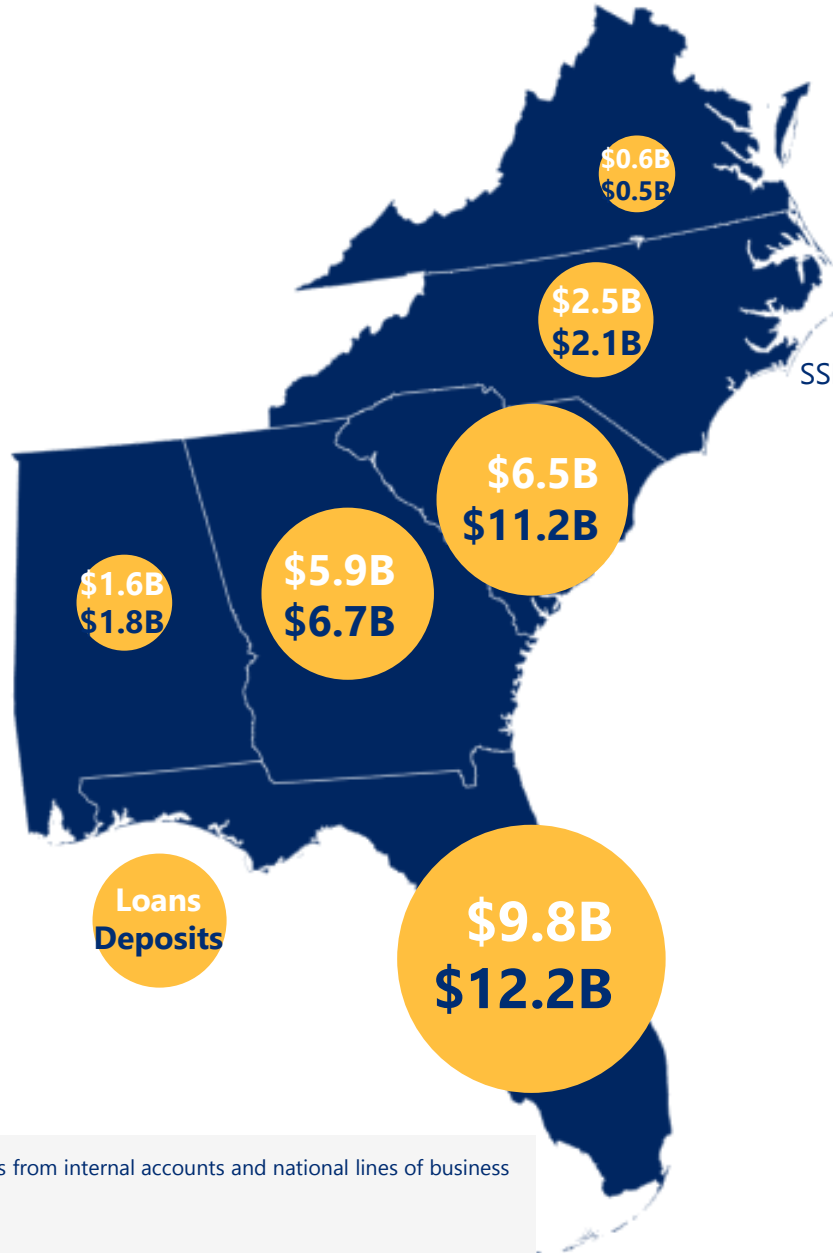 $0.6B
$0.5B
$2.5B
$2.1B
SS
$6.5B
$11.2B
$5.9B
$6.7B
$1.6B
$1.8B
Loans
Deposits
$9.8B
$12.2B
s from internal accounts and national lines of business